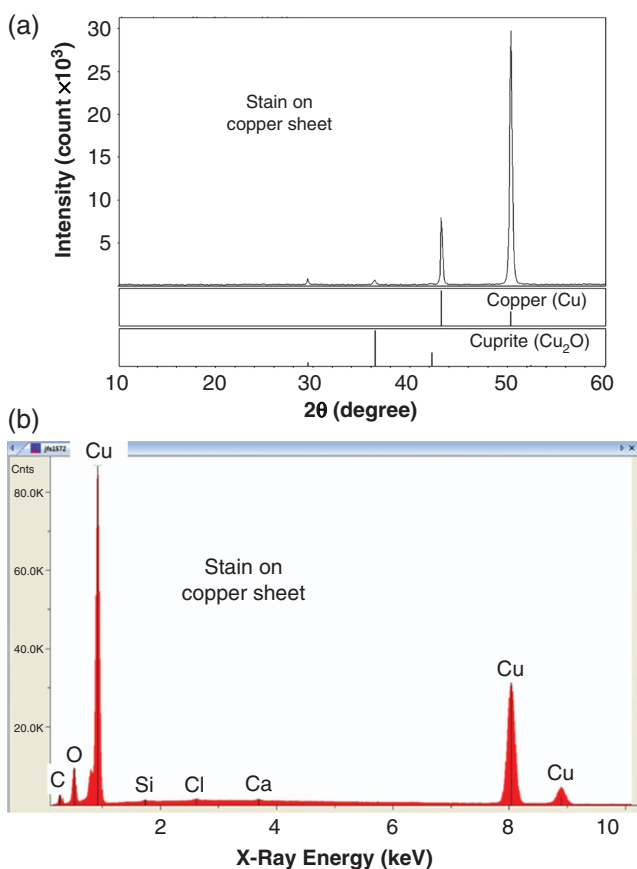 (a)
Intensity (count ×10³)
30
25
20
15
10
5
Stain on
copper sheet
Copper (Cu)
Cuprite (Cu₂O)
10 20 30 40 50 60
2θ (degree)
(b)
jfs1572
Cnts
80.0K
60.0K
40.0K
20.0K
Cu
Stain on
copper sheet
Cu
C O Si Cl Ca Cu
2 4 6 8 10
X-Ray Energy (keV)